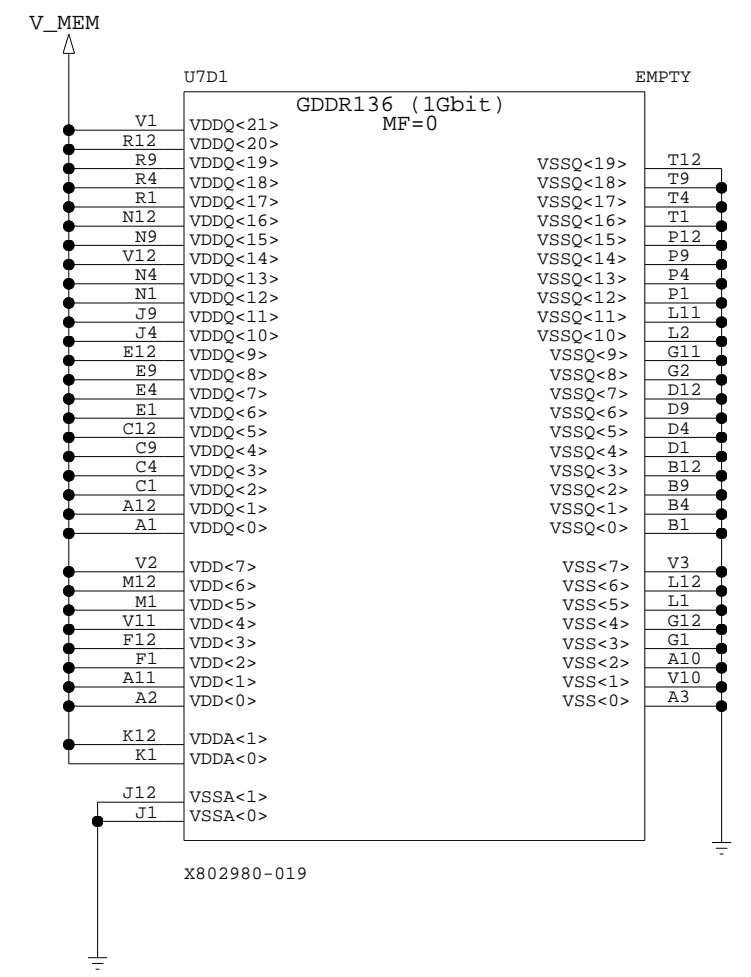 V_MEM
U7D1 EMPTY
GDDR136 (1Gbit)
MF=0
V1 VDDQ<21>
R12 VDDQ<20>
R9 VDDQ<19> VSSQ<19> T12
R4 VDDQ<18> VSSQ<18> T9
R1 VDDQ<17> VSSQ<17> T4
N12 VDDQ<16> VSSQ<16> T1
N9 VDDQ<15> VSSQ<15> P12
V12 VDDQ<14> VSSQ<14> P9
N4 VDDQ<13> VSSQ<13> P4
N1 VDDQ<12> VSSQ<12> P1
J9 VDDQ<11> VSSQ<11> L11
J4 VDDQ<10> VSSQ<10> L2
E12 VDDQ<9> VSSQ<9> G11
E9 VDDQ<8> VSSQ<8> G2
E4 VDDQ<7> VSSQ<7> D12
E1 VDDQ<6> VSSQ<6> D9
C12 VDDQ<5> VSSQ<5> D4
C9 VDDQ<4> VSSQ<4> D1
C4 VDDQ<3> VSSQ<3> B12
C1 VDDQ<2> VSSQ<2> B9
A12 VDDQ<1> VSSQ<1> B4
A1 VDDQ<0> VSSQ<0> B1
V2 VDD<7> VSS<7> V3
M12 VDD<6> VSS<6> L12
M1 VDD<5> VSS<5> L1
V11 VDD<4> VSS<4> G12
F12 VDD<3> VSS<3> G1
F1 VDD<2> VSS<2> A10
A11 VDD<1> VSS<1> V10
A2 VDD<0> VSS<0> A3
K12 VDDA<1>
K1 VDDA<0>
J12 VSSA<1>
J1 VSSA<0>
X802980-019